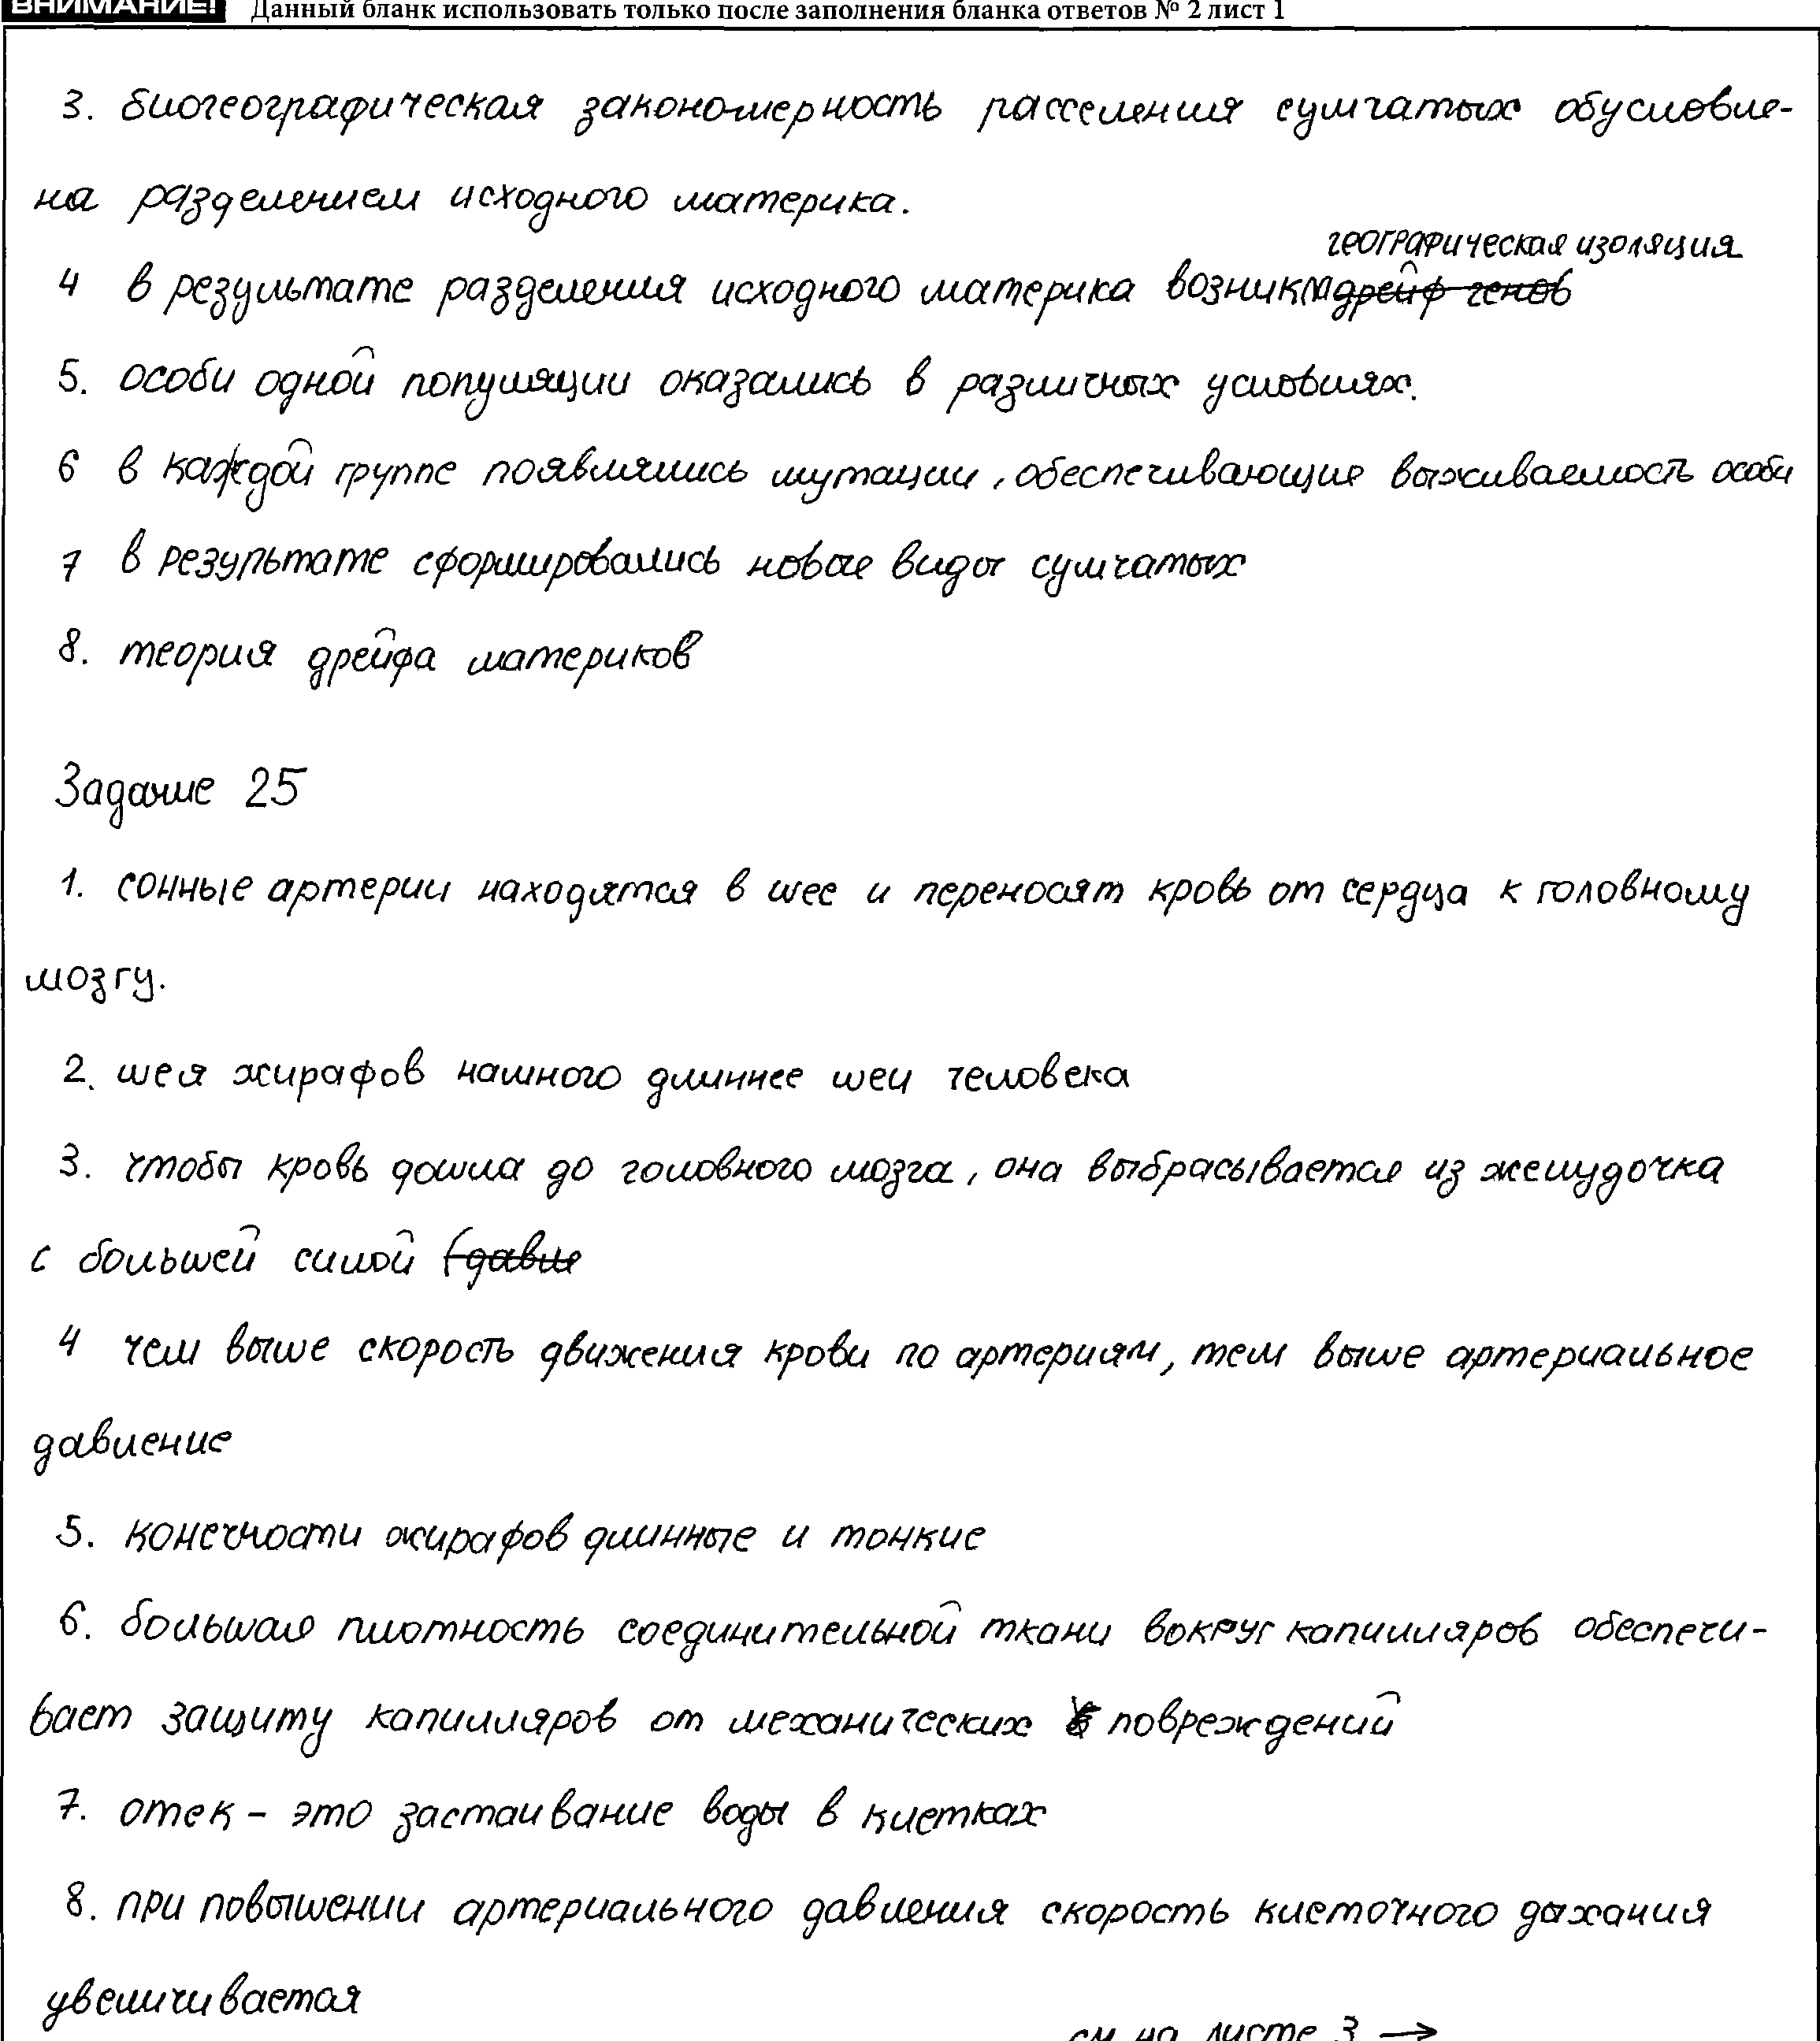 ВНИМАНИЕ! Данный бланк использовать только после заполнения бланка ответов № 2 лист 1
3. биогеографическая закономерность расселения сумчатых обусловле-
на разделением исходного материка.
географическая изоляция
4 в результате разделения исходного материка возникла дрейф генов
5. особи одной популяции оказались в различных условиях.
6 в каждой группе появлялись мутации, обеспечивающие выживаемость особи
7 в результате сформировались новые виды сумчатых
8. теория дрейфа материков
Задание 25
1. сонные артерии находятся в шее и переносят кровь от сердца к головному
мозгу.
2. шея жирафов намного длиннее шеи человека
3. чтобы кровь дошла до головного мозга, она выбрасывается из желудочка
с большей силой (давле
4 чем выше скорость движения крови по артериям, тем выше артериальное
давление
5. конечности жирафов длинные и тонкие
6. большая плотность соединительной ткани вокруг капилляров обеспечи-
вает защиту капилляров от механических повреждений
7. отек - это застаивание воды в клетках
8. при повышении артериального давления скорость клеточного дыхания
увеличивается
см на листе 3 →